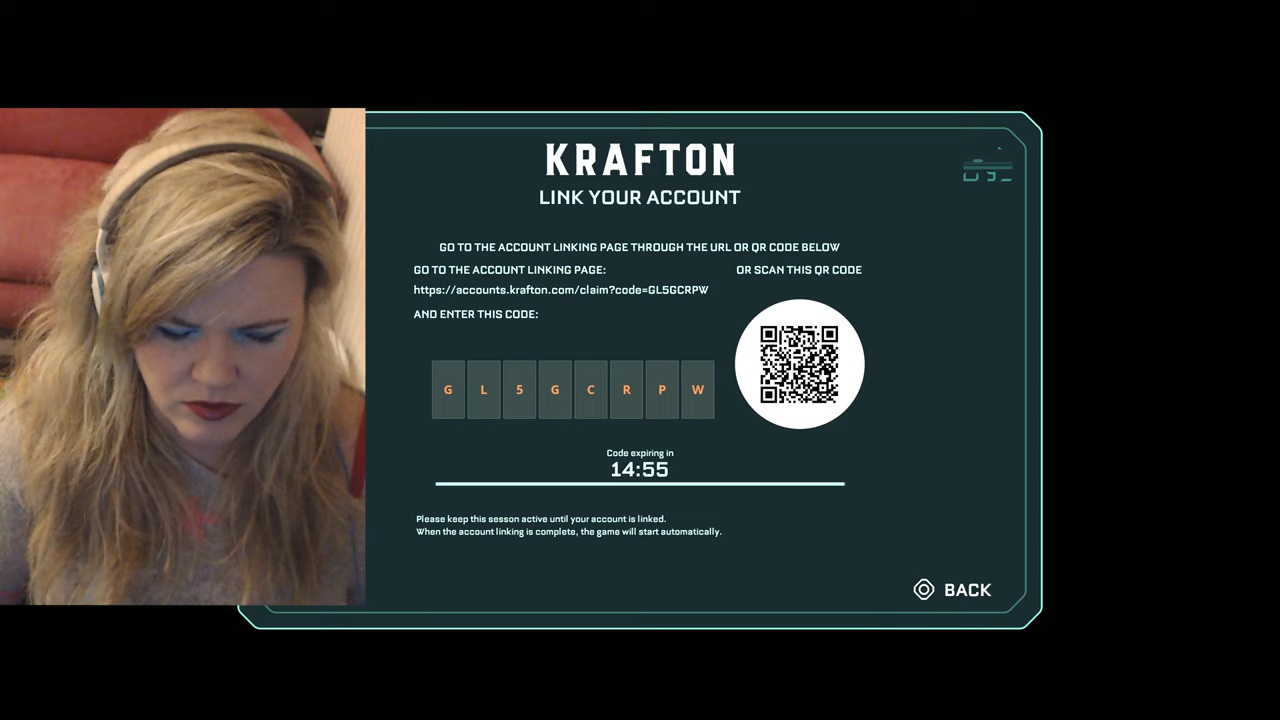 KRAFTON
LINK YOUR ACCOUNT
GO TO THE ACCOUNT LINKING PAGE THROUGH THE URL OR QR CODE BELOW
GO TO THE ACCOUNT LINKING PAGE:
OR SCAN THIS QR CODE
https://accounts.krafton.com/claim?code=GL5GCRPW
AND ENTER THIS CODE:
G L 5 G C R P W
Code expiring in
14:55
Please keep this sesson active until your account is linked.
When the account linking is complete, the game will start automatically.
BACK